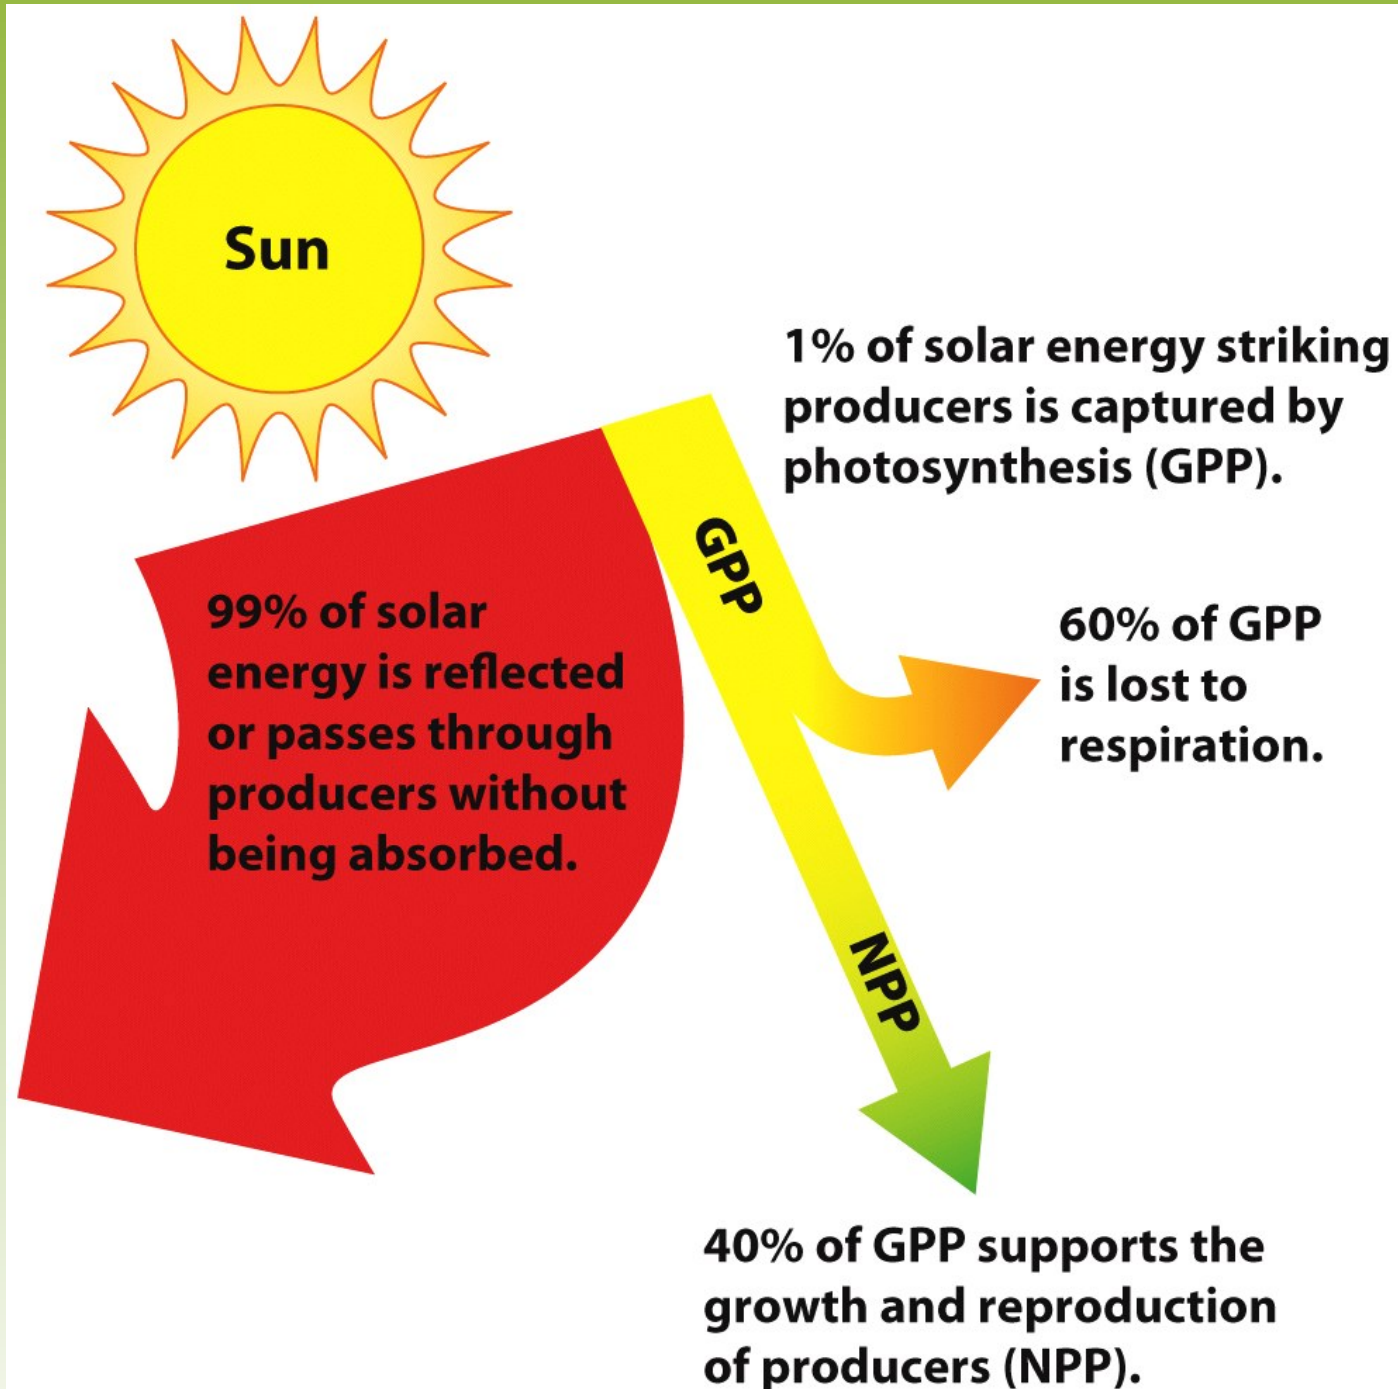 Sun
1% of solar energy striking
producers is captured by
photosynthesis (GPP).
GPP
99% of solar
energy is reflected
or passes through
producers without
being absorbed.
60% of GPP
is lost to
respiration.
NPP
40% of GPP supports the
growth and reproduction
of producers (NPP).